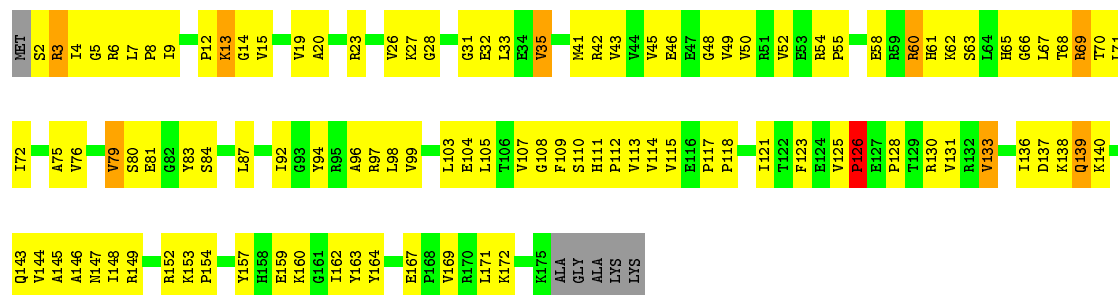 MET S2 R3 I4 G5 R6 L7 P8 I9 P12 K13 G14 V15 V19 A20 R23 V26 K27 G28 G31 E32 L33 E34 V35 M41 R42 V43 V44 V45 E46 E47 G48 V49 V50 R51 V52 E53 R54 P55 E58 R59 R60 H61 K62 S63 L64 H65 G66 L67 T68 R69 T70 L71
I72 A75 V76 V79 S80 E81 G82 Y83 S84 L87 I92 G93 Y94 R95 A96 R97 L98 V99 L103 E104 L105 T106 V107 G108 F109 S110 H111 P112 V113 V114 V115 E116 P117 P118 I121 T122 F123 E124 V125 P126 E127 P128 T129 R130 V131 R132 V133 I136 D137 K138 Q139 K140
Q143 V144 A145 A146 N147 I148 R149 R152 K153 P154 Y157 H158 E159 K160 G161 I162 Y163 Y164 E167 P168 V169 R170 L171 K172 K175 ALA GLY ALA LYS LYS